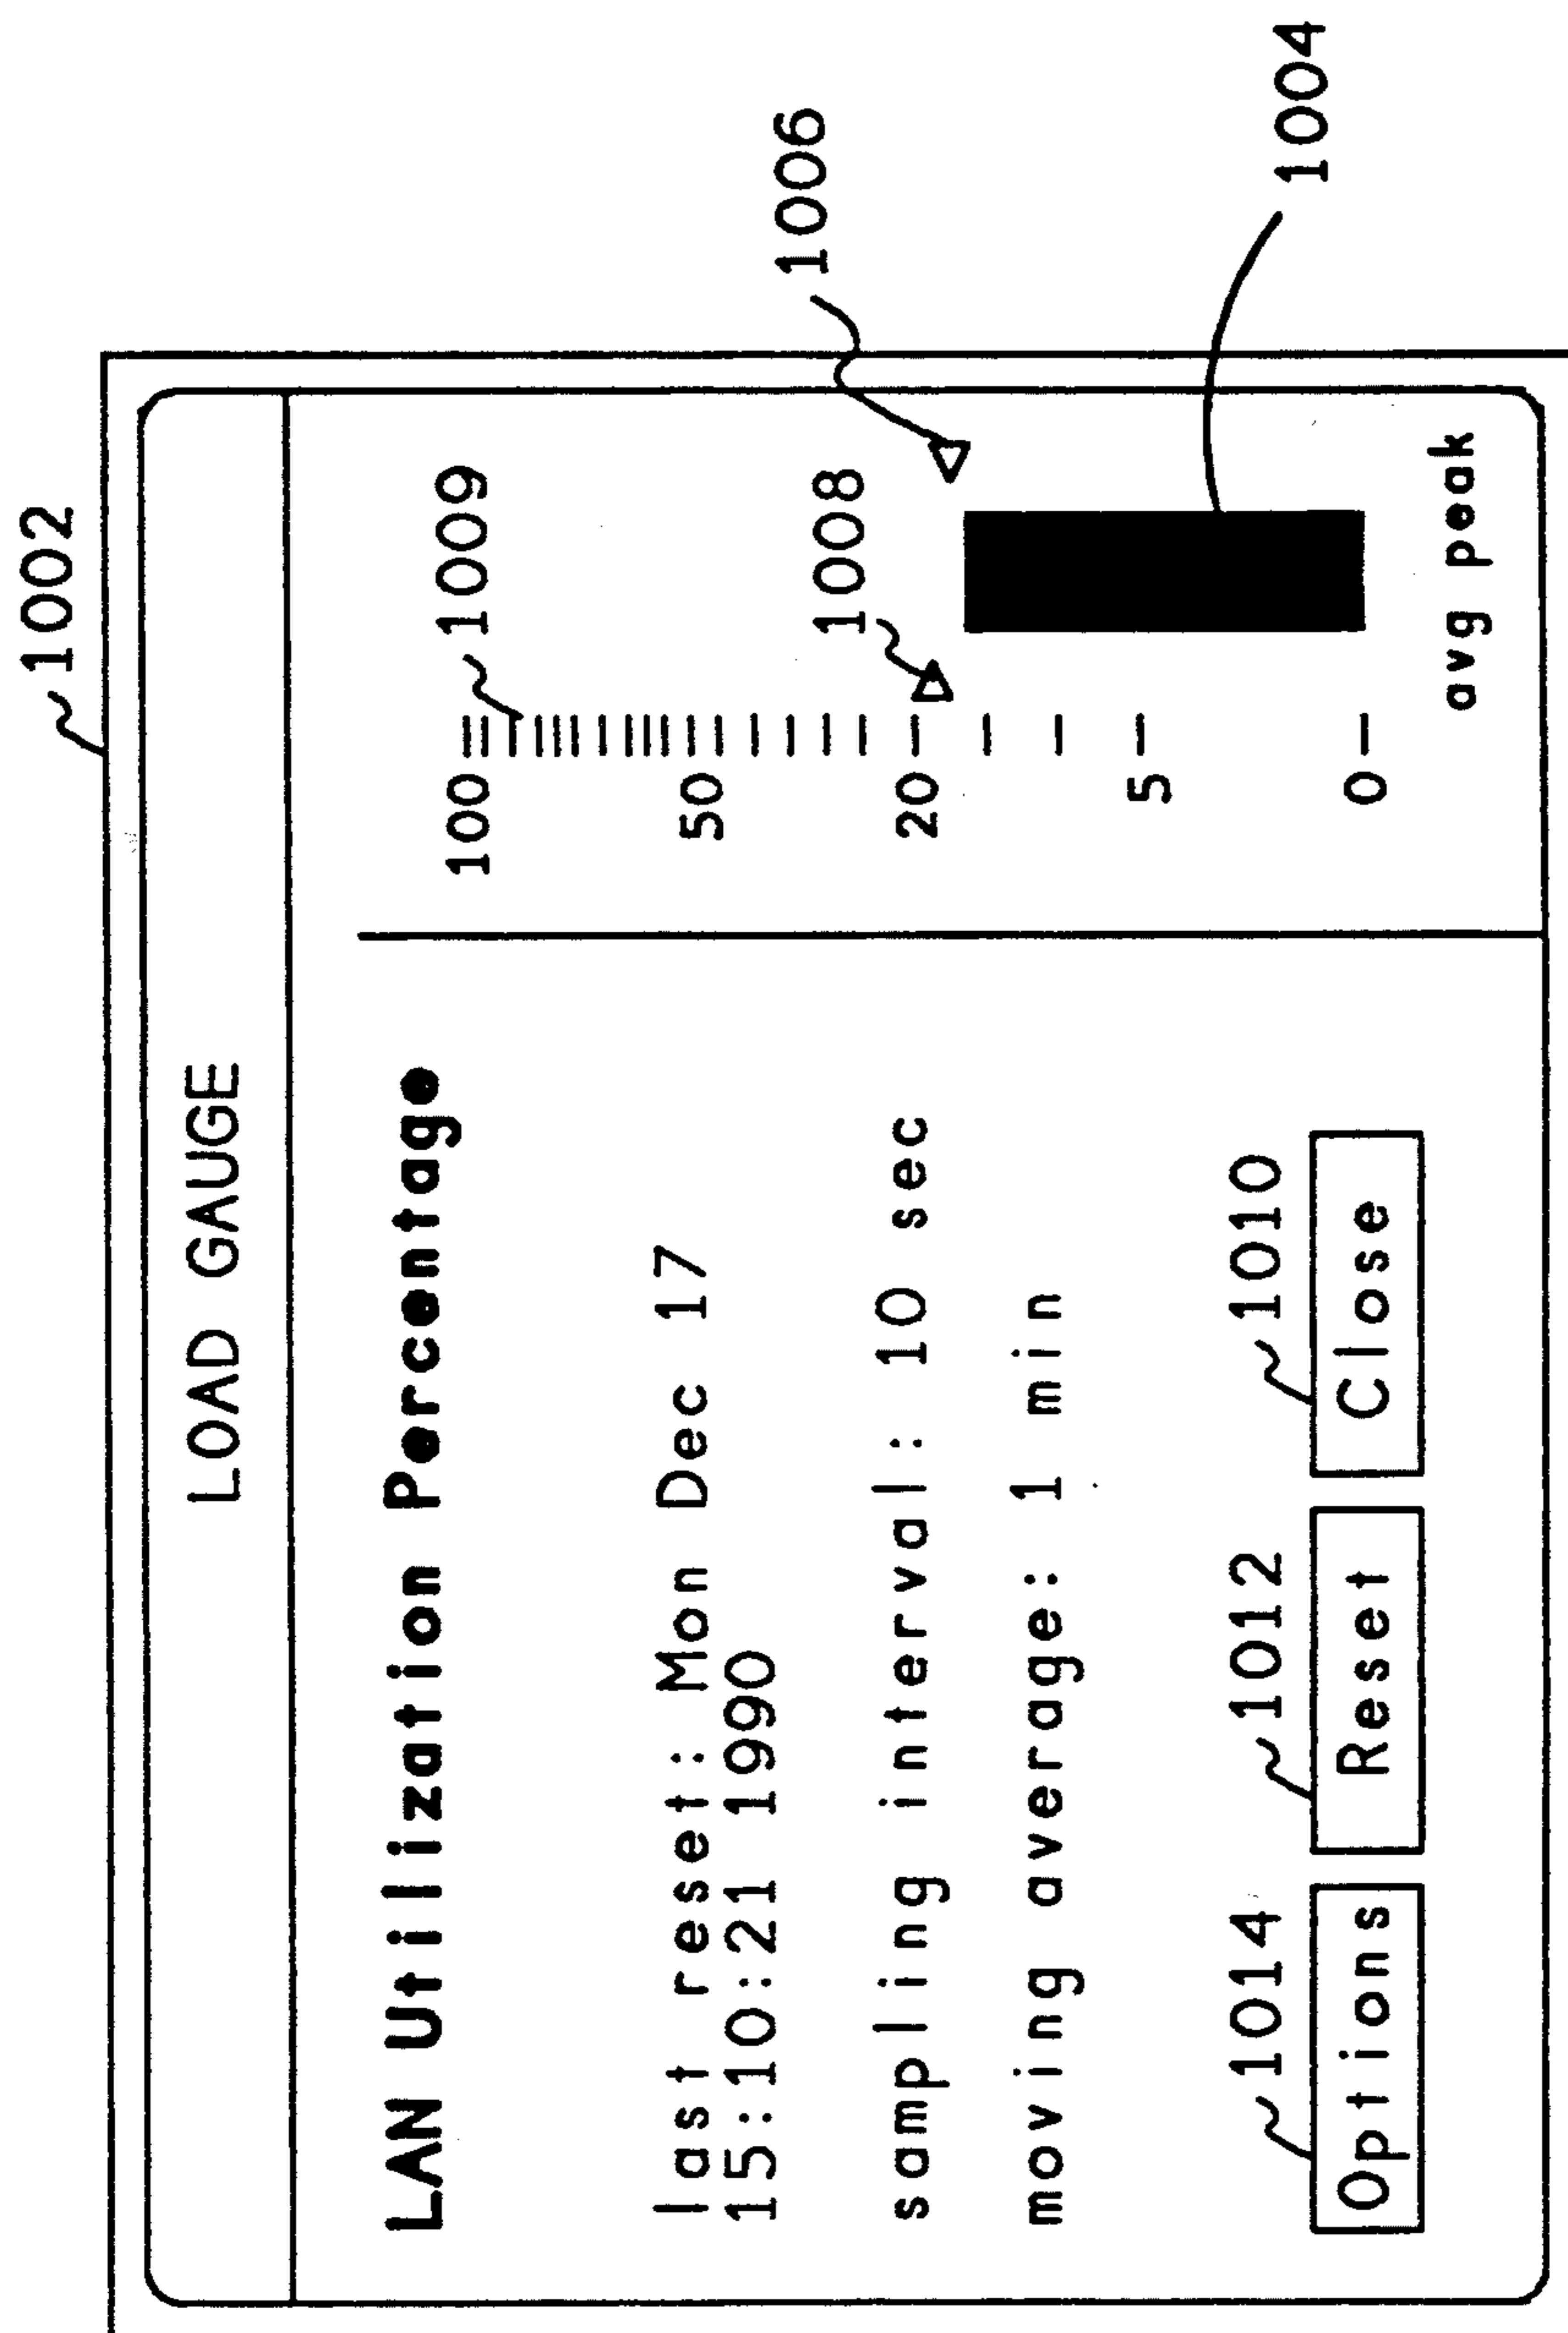 1002
LOAD GAUGE
LAN Utilization Percentage
last reset: Mon Dec 17
15:10:21 1990
sampling interval: 10 sec
moving average: 1 min
1014
1012
1010
Options
Reset
Close
100
1009
50
1008
20
5
0
avg peak
1006
1004